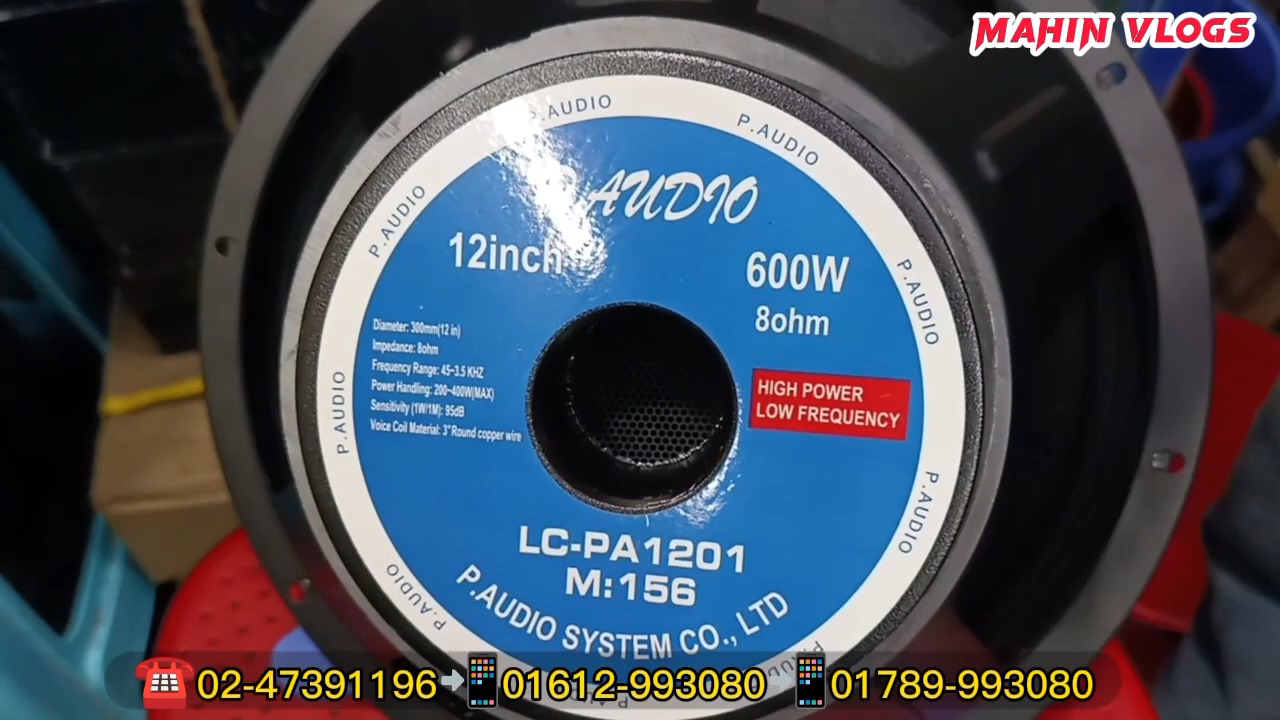 MAHIN VLOGS
P.AUDIO
P.AUDIO
P.AUDIO
P.AUDIO
P.AUDIO
P.AUDIO
P.AUDIO
AUDIO
12inch
600W
8ohm
Diameter: 300mm(12 in)
Impedance: 8ohm
Frequency Range: 45~3.5 KHZ
Power Handling: 200~400W(MAX)
Sensitivity (1W/1M): 95dB
Voice Coil Material: 3"Round copper wire
HIGH POWER
LOW FREQUENCY
LC-PA1201
M:156
P.AUDIO SYSTEM CO., LTD
02-47391196 01612-993080 01789-993080